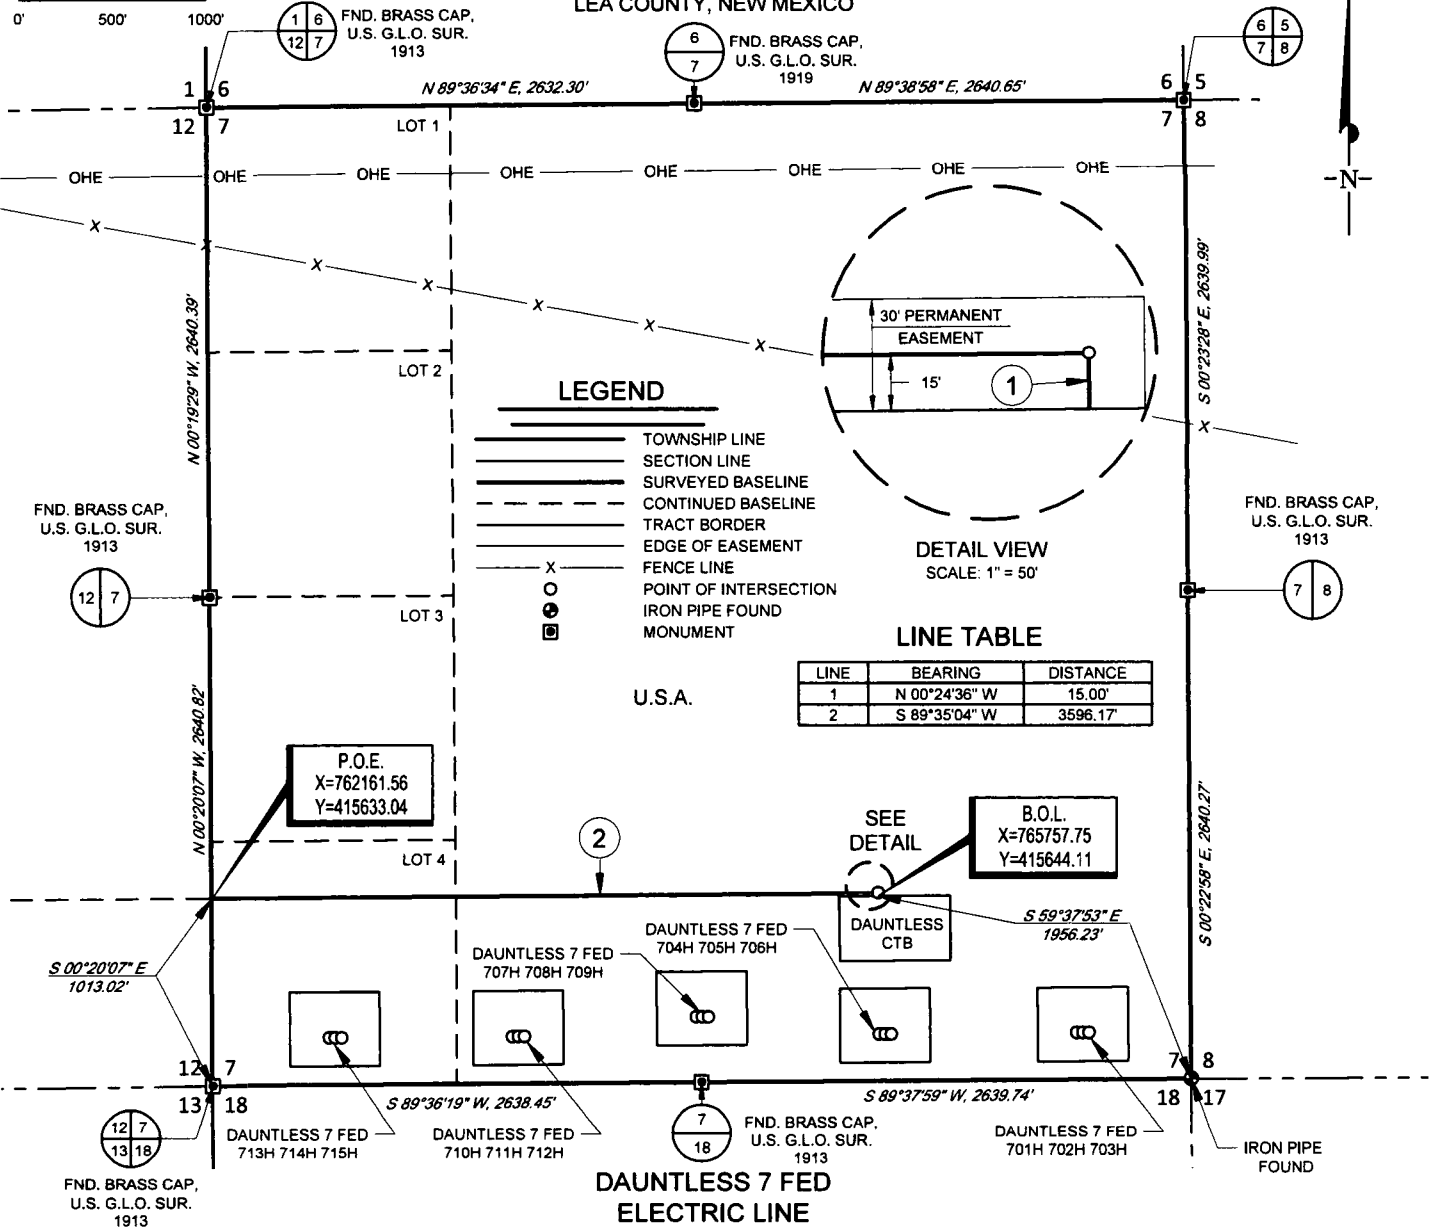 0' 500' 1000'
LEA COUNTY, NEW MEXICO
1 6
12 7
FND. BRASS CAP,
U.S. G.L.O. SUR.
1913
6
7
FND. BRASS CAP,
U.S. G.L.O. SUR.
1919
6 5
7 8
1 6
12 7
N 89°36'34" E, 2632.30'
N 89°38'58" E, 2640.65'
6 5
7 8
LOT 1
OHE OHE OHE OHE OHE OHE OHE OHE
N
X X X X X X X
N 00°19'29" W, 2640.39'
S 00°23'28" E, 2639.99'
30' PERMANENT
EASEMENT
15'
1
X
DETAIL VIEW
SCALE: 1" = 50'
LOT 2
LEGEND
TOWNSHIP LINE
SECTION LINE
SURVEYED BASELINE
CONTINUED BASELINE
TRACT BORDER
EDGE OF EASEMENT
X FENCE LINE
POINT OF INTERSECTION
IRON PIPE FOUND
MONUMENT
FND. BRASS CAP,
U.S. G.L.O. SUR.
1913
12 7
FND. BRASS CAP,
U.S. G.L.O. SUR.
1913
7 8
LOT 3
LINE TABLE
LINE BEARING DISTANCE
1 N 00°24'36" W 15.00'
2 S 89°35'04" W 3596.17'
U.S.A.
N 00°20'07" W, 2640.82'
S 00°22'58" E, 2640.27'
P.O.E.
X=762161.56
Y=415633.04
LOT 4
2
SEE
DETAIL
B.O.L.
X=765757.75
Y=415644.11
DAUNTLESS
CTB
S 59°37'53" E
1956.23'
S 00°20'07" E
1013.02'
DAUNTLESS 7 FED
707H 708H 709H
DAUNTLESS 7 FED
704H 705H 706H
12 7
13 18
7 8
18 17
S 89°36'19" W, 2638.45'
S 89°37'59" W, 2639.74'
12 7
13 18
FND. BRASS CAP,
U.S. G.L.O. SUR.
1913
DAUNTLESS 7 FED
713H 714H 715H
DAUNTLESS 7 FED
710H 711H 712H
7
18
FND. BRASS CAP,
U.S. G.L.O. SUR.
1913
DAUNTLESS 7 FED
701H 702H 703H
IRON PIPE
FOUND
DAUNTLESS 7 FED
ELECTRIC LINE